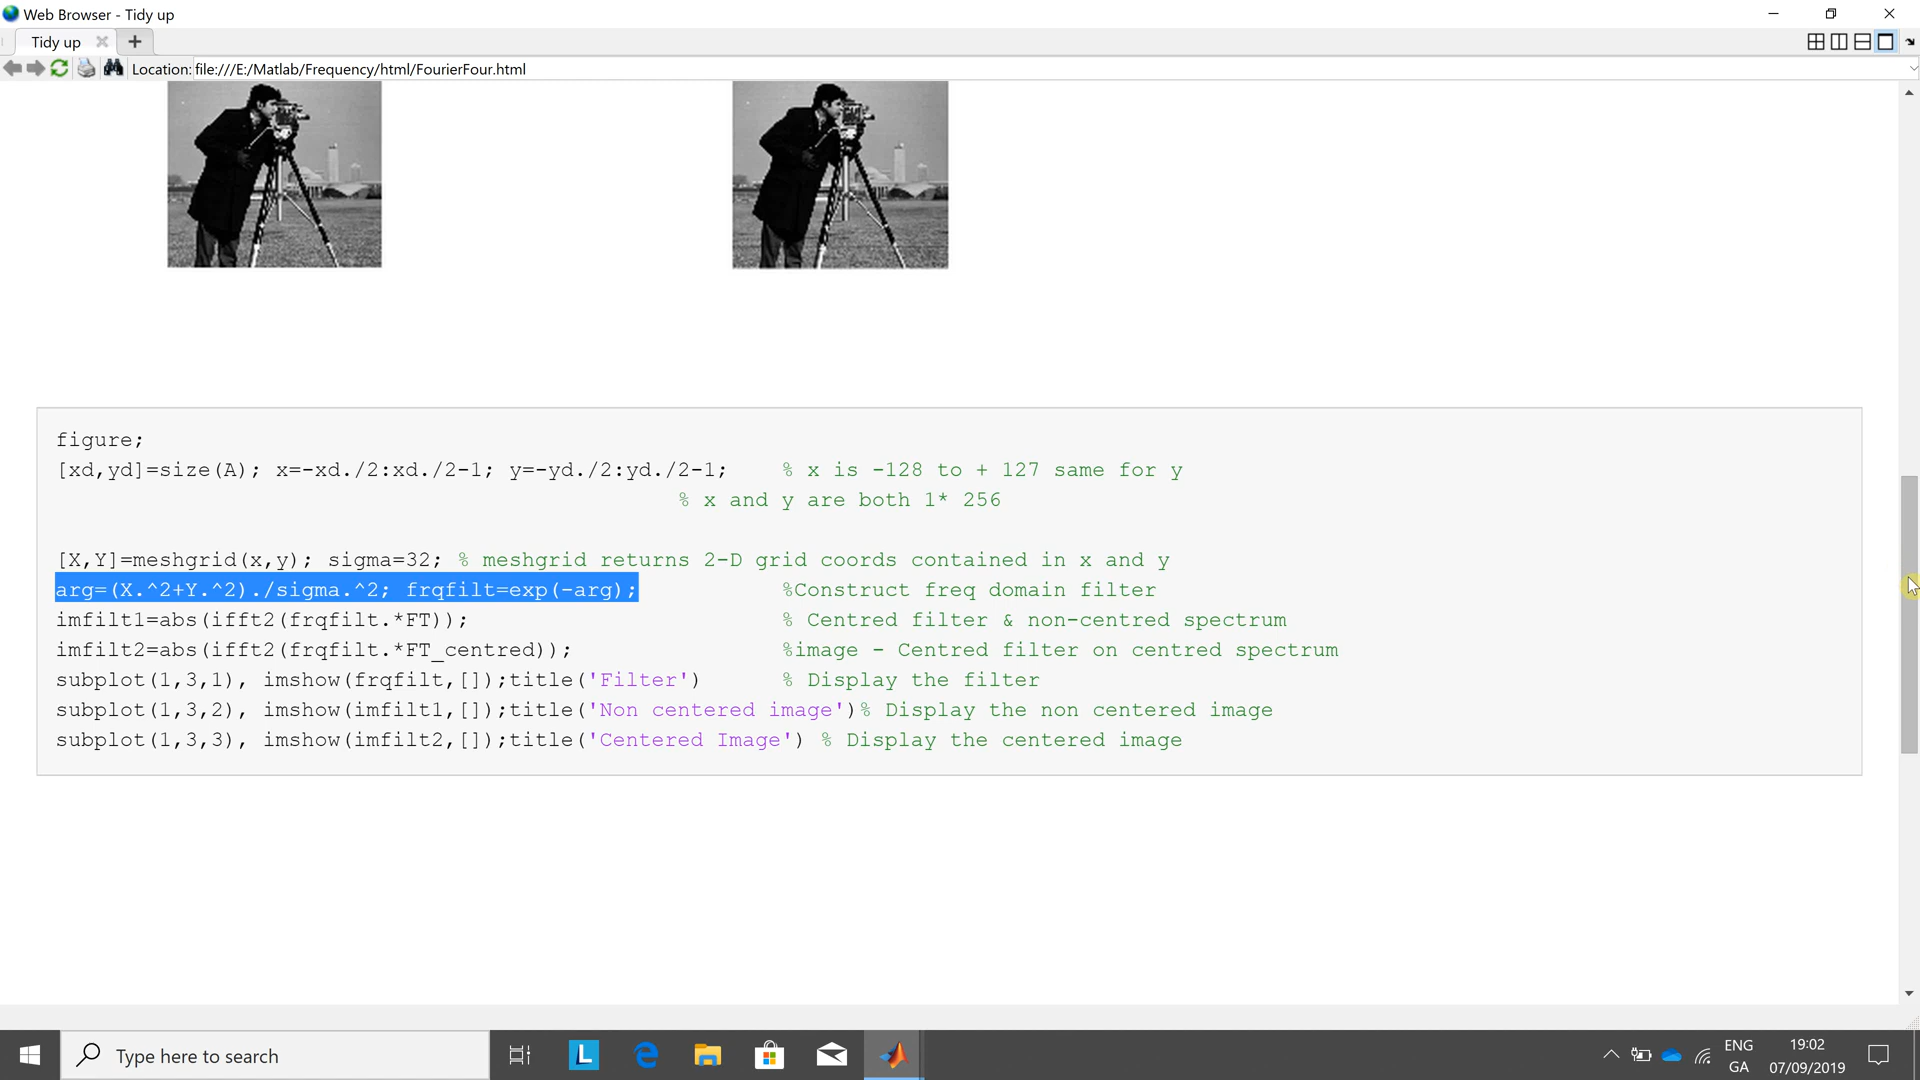 Web Browser - Tidy up
Tidy up
Location: file:///E:/Matlab/Frequency/html/FourierFour.html
figure;
[xd,yd]=size(A); x=-xd./2:xd./2-1; y=-yd./2:yd./2-1; % x is -128 to + 127 same for y
% x and y are both 1* 256
[X,Y]=meshgrid(x,y); sigma=32; % meshgrid returns 2-D grid coords contained in x and y
arg=(X.^2+Y.^2)./sigma.^2; frqfilt=exp(-arg); %Construct freq domain filter
imfilt1=abs(ifft2(frqfilt.*FT)); % Centred filter & non-centred spectrum
imfilt2=abs(ifft2(frqfilt.*FT_centred)); %image - Centred filter on centred spectrum
subplot(1,3,1), imshow(frqfilt,[]);title('Filter') % Display the filter
subplot(1,3,2), imshow(imfilt1,[]);title('Non centered image')% Display the non centered image
subplot(1,3,3), imshow(imfilt2,[]);title('Centered Image') % Display the centered image
Type here to search
L
ENG
GA
19:02
07/09/2019